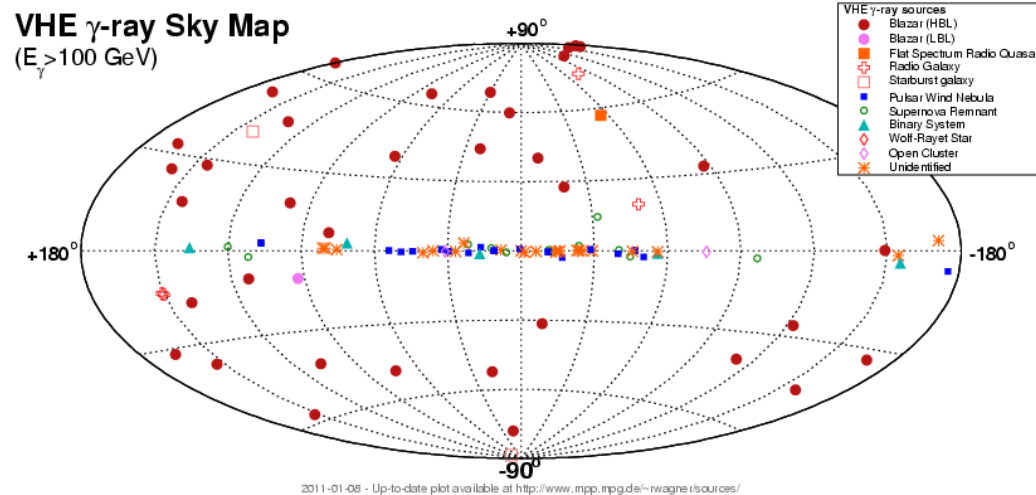 VHE γ-ray Sky Map
(Eγ>100 GeV)
VHE γ-ray sources
Blazar (HBL)
Blazar (LBL)
Flat Spectrum Radio Quasa
Radio Galaxy
Starburst galaxy
Pulsar Wind Nebula
Supernova Remnant
Binary System
Wolf-Rayet Star
Open Cluster
Unidentified
+90°
+180°
-180°
-90°
2011-01-08 - Up-to-date plot available at http://www.mpp.mpg.de/~rwagner/sources/